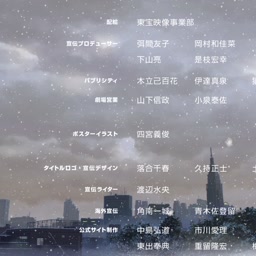 配給 東宝映像事業部
宣伝プロデューサー 弭間友子 岡村和佳菜
下山亮 是枝宏幸
パブリシティ 木立己百花 伊達真泉
劇場営業 山下信政 小泉泰佐
ポスターイラスト 四宮義俊
タイトルロゴ・宣伝デザイン 落合千春 久持正士
宣伝ライター 渡辺水央
海外宣伝 角南一城 青木佐登留
公式サイト制作 中島弘道 市川愛理
東出奉典 重留隆宏